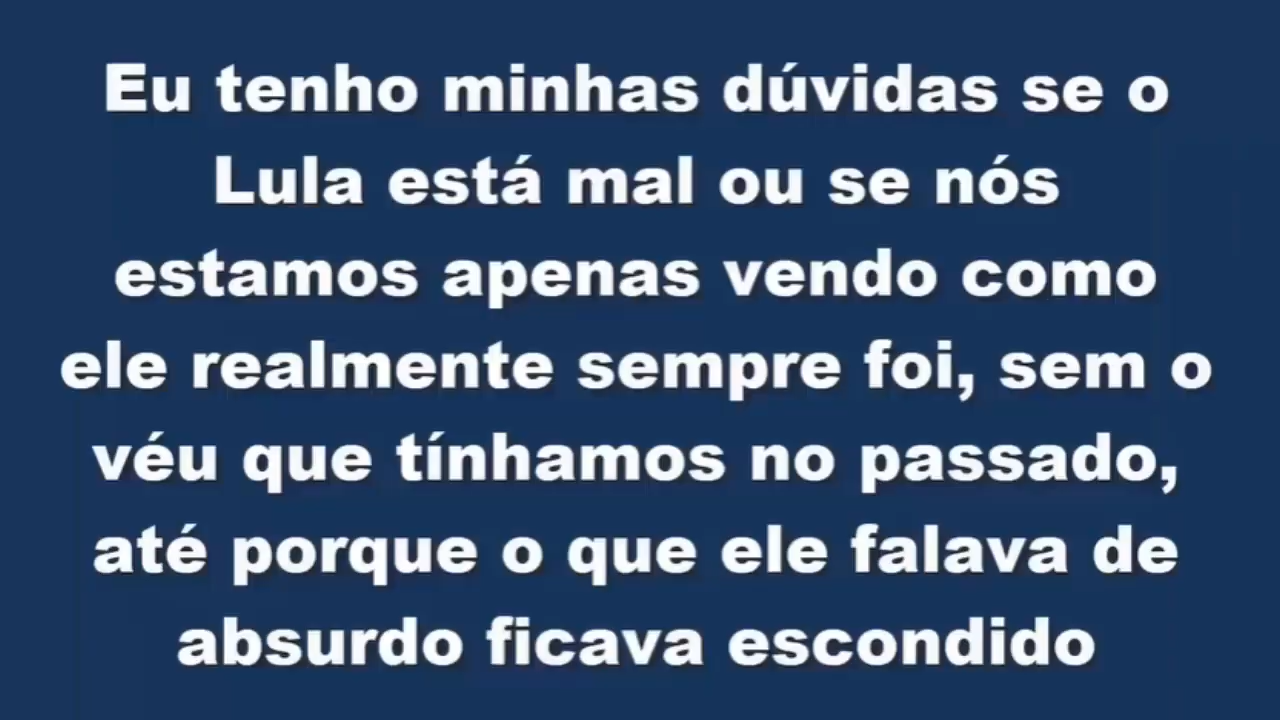 Eu tenho minhas dúvidas se o
Lula está mal ou se nós
estamos apenas vendo como
ele realmente sempre foi, sem o
véu que tínhamos no passado,
até porque o que ele falava de
absurdo ficava escondido